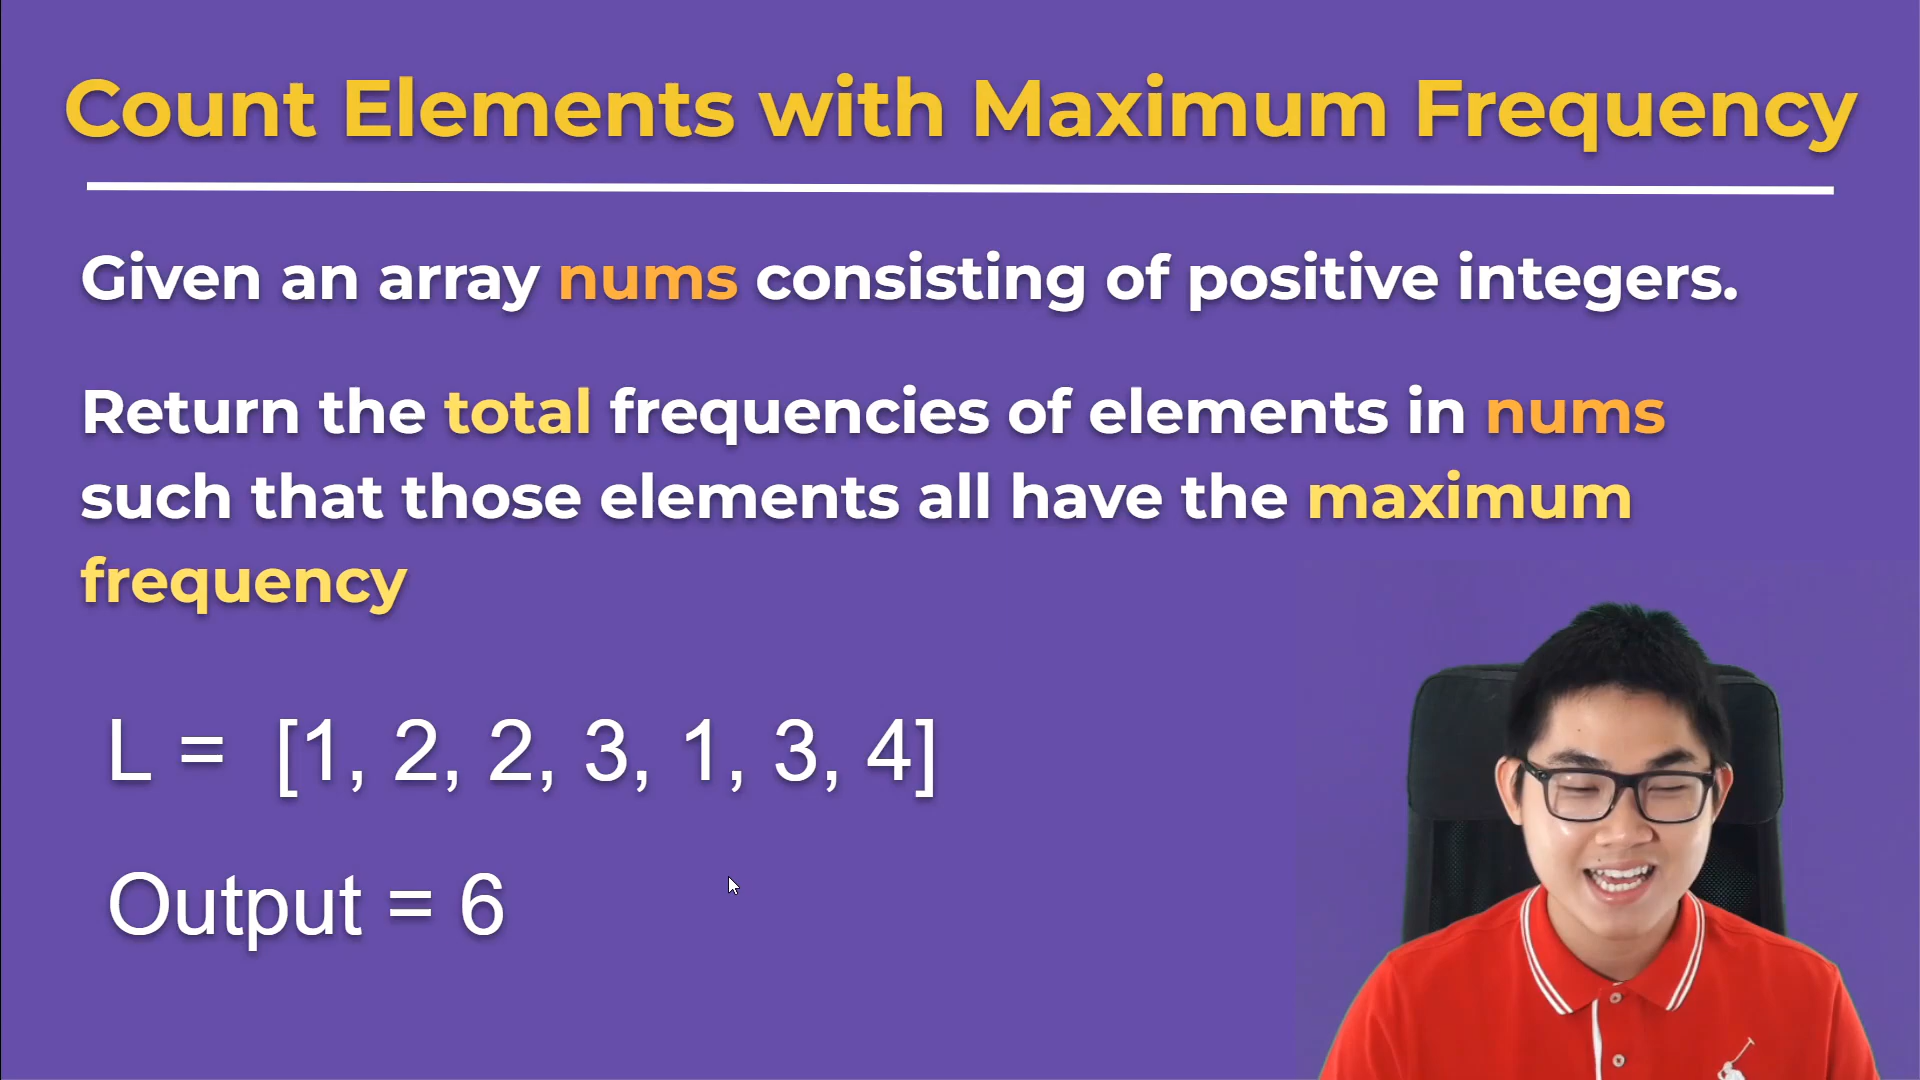 Count Elements with Maximum Frequency
Given an array nums consisting of positive integers.
Return the total frequencies of elements in nums
such that those elements all have the maximum
frequency
L = [1, 2, 2, 3, 1, 3, 4]
Output = 6